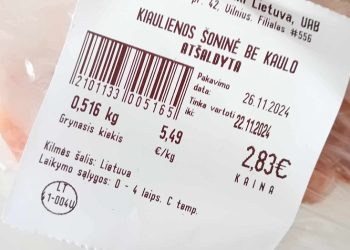 Lietuva, UAB
pr. 42, Vilnius. Filialas #556
KIAULIENOS ŠONINĖ BE KAULO
ATŠALDYTA
Pakavimo
data: 26.11.2024
Tinka vartoti
iki: 22.11.2024
2101133005165
0,516 kg
Grynasis kiekis
5,49
€/kg
2,83€
KAINA
Kilmės šalis: Lietuva
Laikymo sąlygos: 0 - 4 laips. C temp.
LT